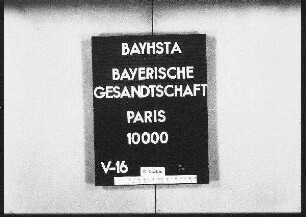 BAYHSTA
BAYERISCHE
GESANDTSCHAFT
PARIS
10000
V-16